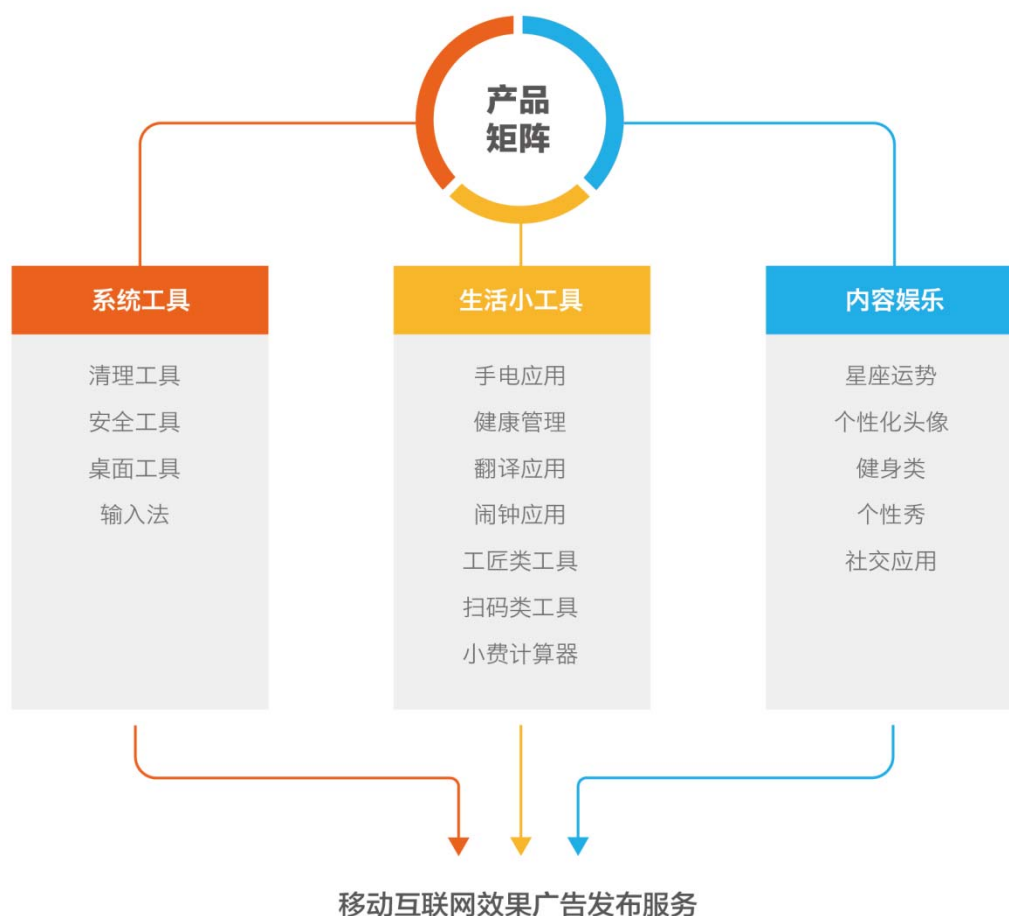 产品
矩阵
系统工具
清理工具
安全工具
桌面工具
输入法
生活小工具
手电应用
健康管理
翻译应用
闹钟应用
工匠类工具
扫码类工具
小费计算器
内容娱乐
星座运势
个性化头像
健身类
个性秀
社交应用
移动互联网效果广告发布服务